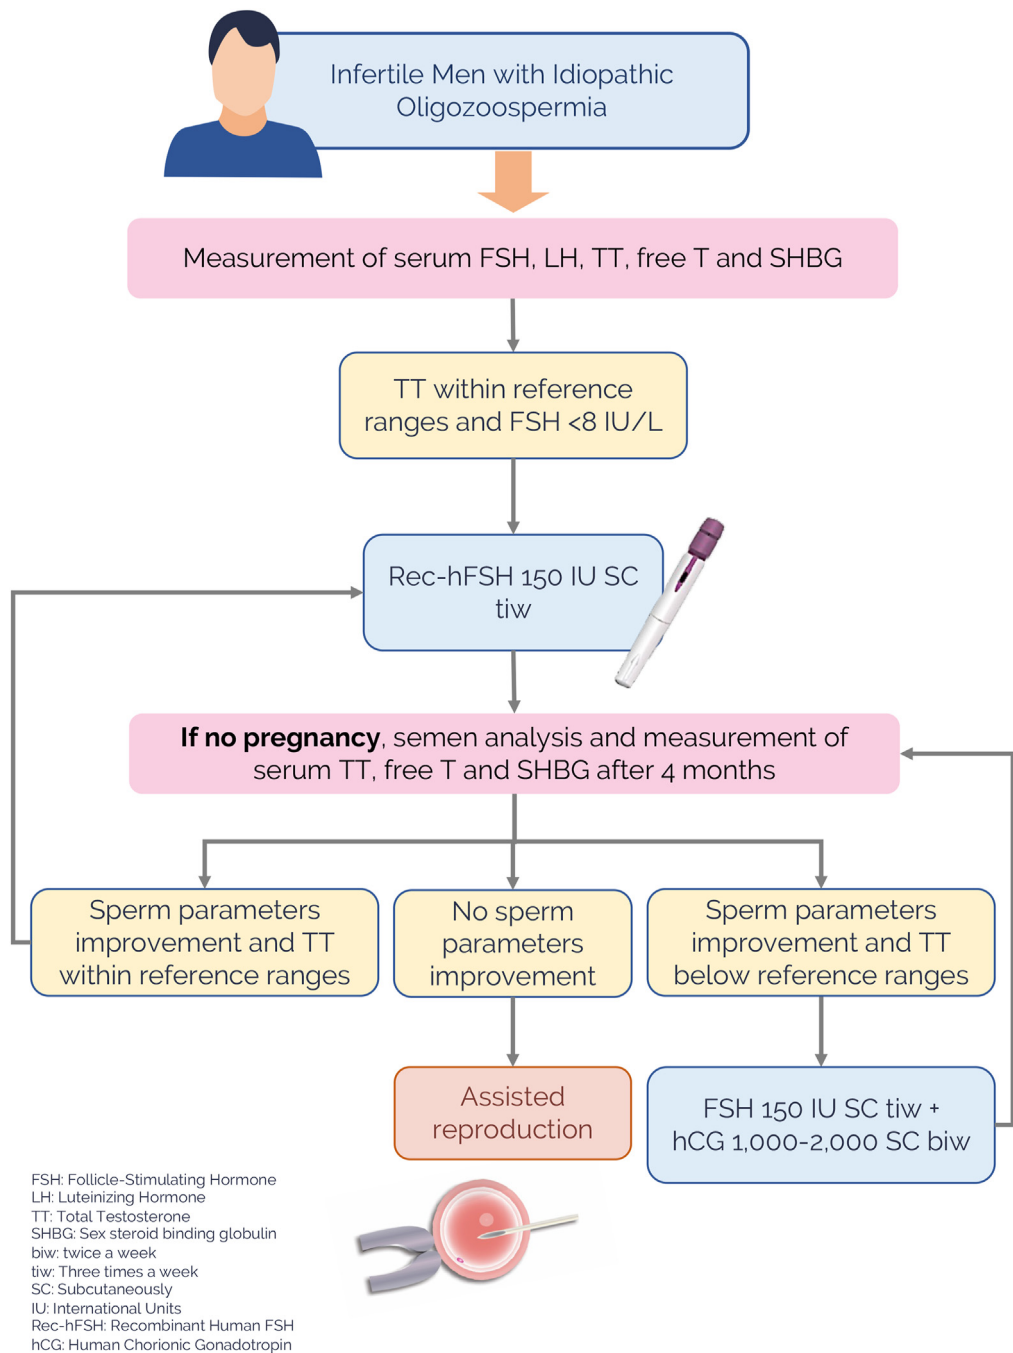 Infertile Men with Idiopathic
Oligozoospermia
Measurement of serum FSH, LH, TT, free T and SHBG
TT within reference
ranges and FSH <8 IU/L
Rec-hFSH 150 IU SC
tiw
If no pregnancy, semen analysis and measurement of
serum TT, free T and SHBG after 4 months
Sperm parameters
improvement and TT
within reference ranges
No sperm
parameters
improvement
Sperm parameters
improvement and TT
below reference ranges
Assisted
reproduction
FSH 150 IU SC tiw +
hCG 1,000-2,000 SC biw
FSH: Follicle-Stimulating Hormone
LH: Luteinizing Hormone
TT: Total Testosterone
SHBG: Sex steroid binding globulin
biw: twice a week
tiw: Three times a week
SC: Subcutaneously
IU: International Units
Rec-hFSH: Recombinant Human FSH
hCG: Human Chorionic Gonadotropin